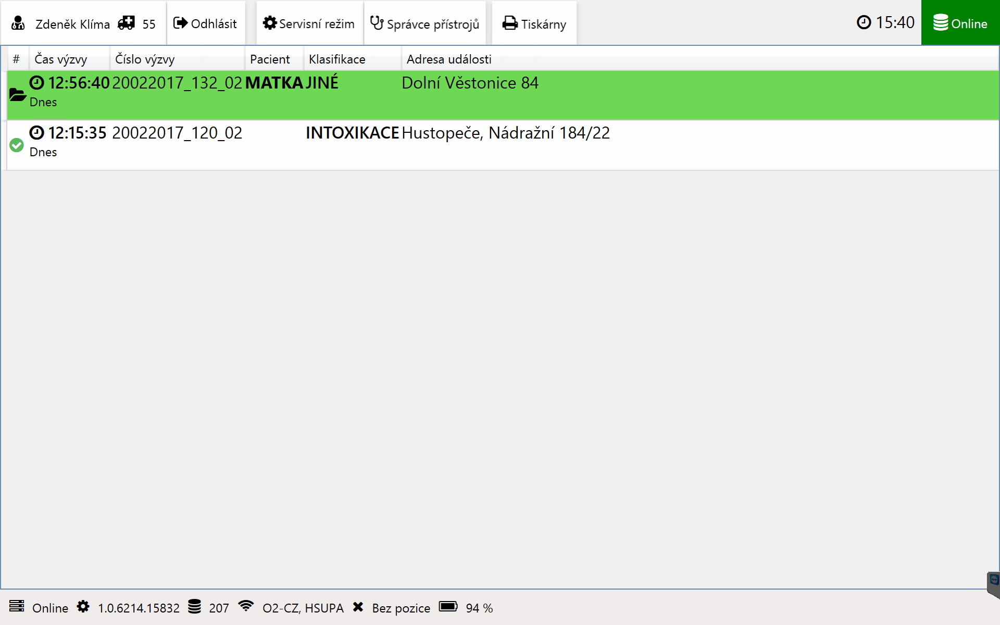 Zdeněk Klíma 55 Odhlásit Servisní režim Správce přístrojů Tiskárny 15:40 Online
# Čas výzvy Číslo výzvy Pacient Klasifikace Adresa události
12:56:40 20022017_132_02 MATKA JINÉ Dolní Věstonice 84
Dnes
12:15:35 20022017_120_02 INTOXIKACE Hustopeče, Nádražní 184/22
Dnes
Online 1.0.6214.15832 207 O2-CZ, HSUPA Bez pozice 94 %